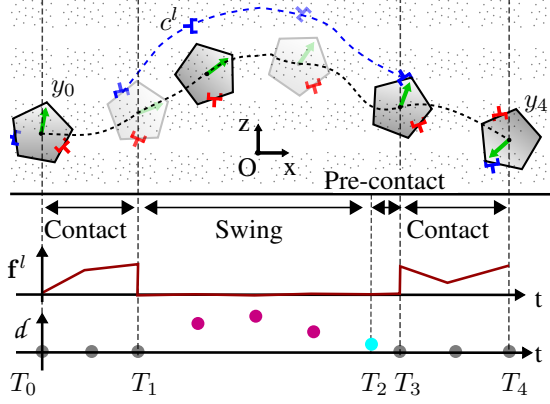 c^l
y_0
y_4
z
O
x
Pre-contact
Contact
Swing
Contact
f^l
t
d
t
T_0
T_1
T_2
T_3
T_4